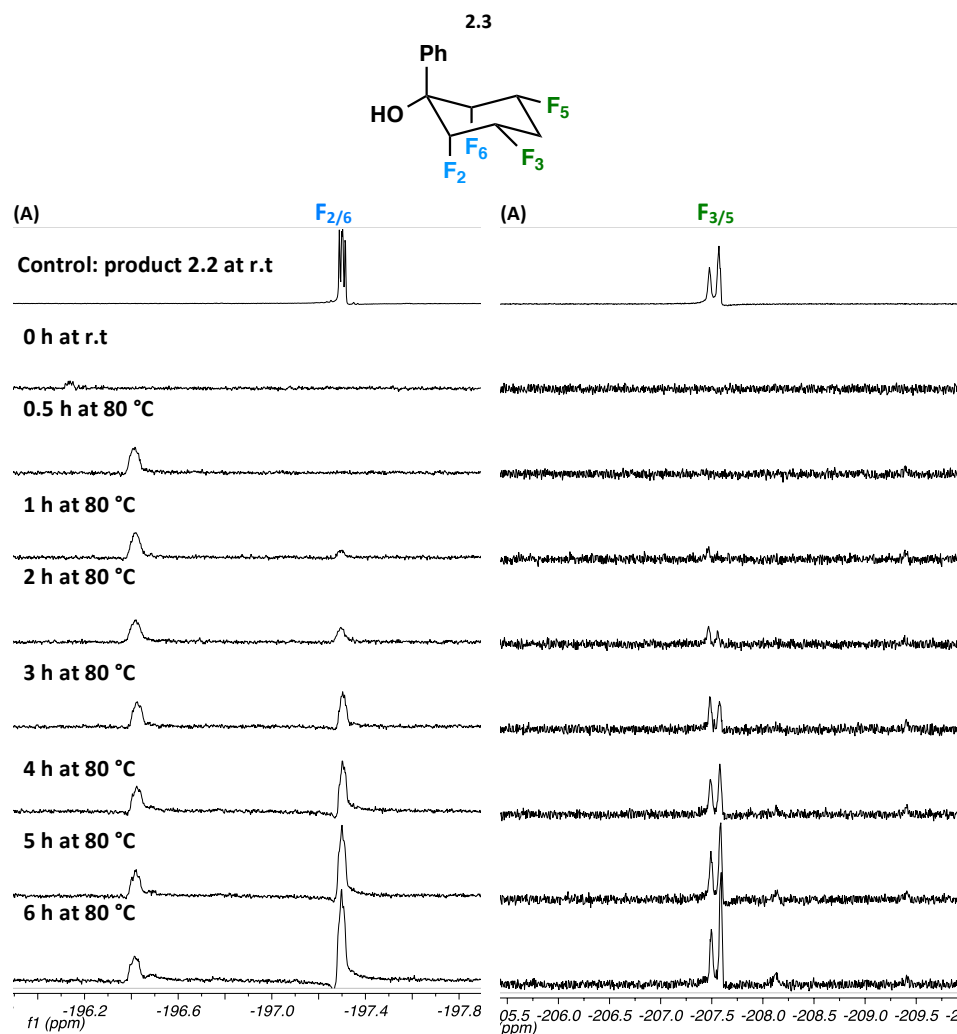 2.3
Ph
HO
F5
F6
F3
F2
(A) F2/6 (A) F3/5
Control: product 2.2 at r.t
0 h at r.t
0.5 h at 80 °C
1 h at 80 °C
2 h at 80 °C
3 h at 80 °C
4 h at 80 °C
5 h at 80 °C
6 h at 80 °C
-196.2 -196.6 -197.0 -197.4 -197.8 05.5 -206.0 -206.5 -207.0 -207.5 -208.0 -208.5 -209.0 -209.5 -2
f1 (ppm) (ppm)